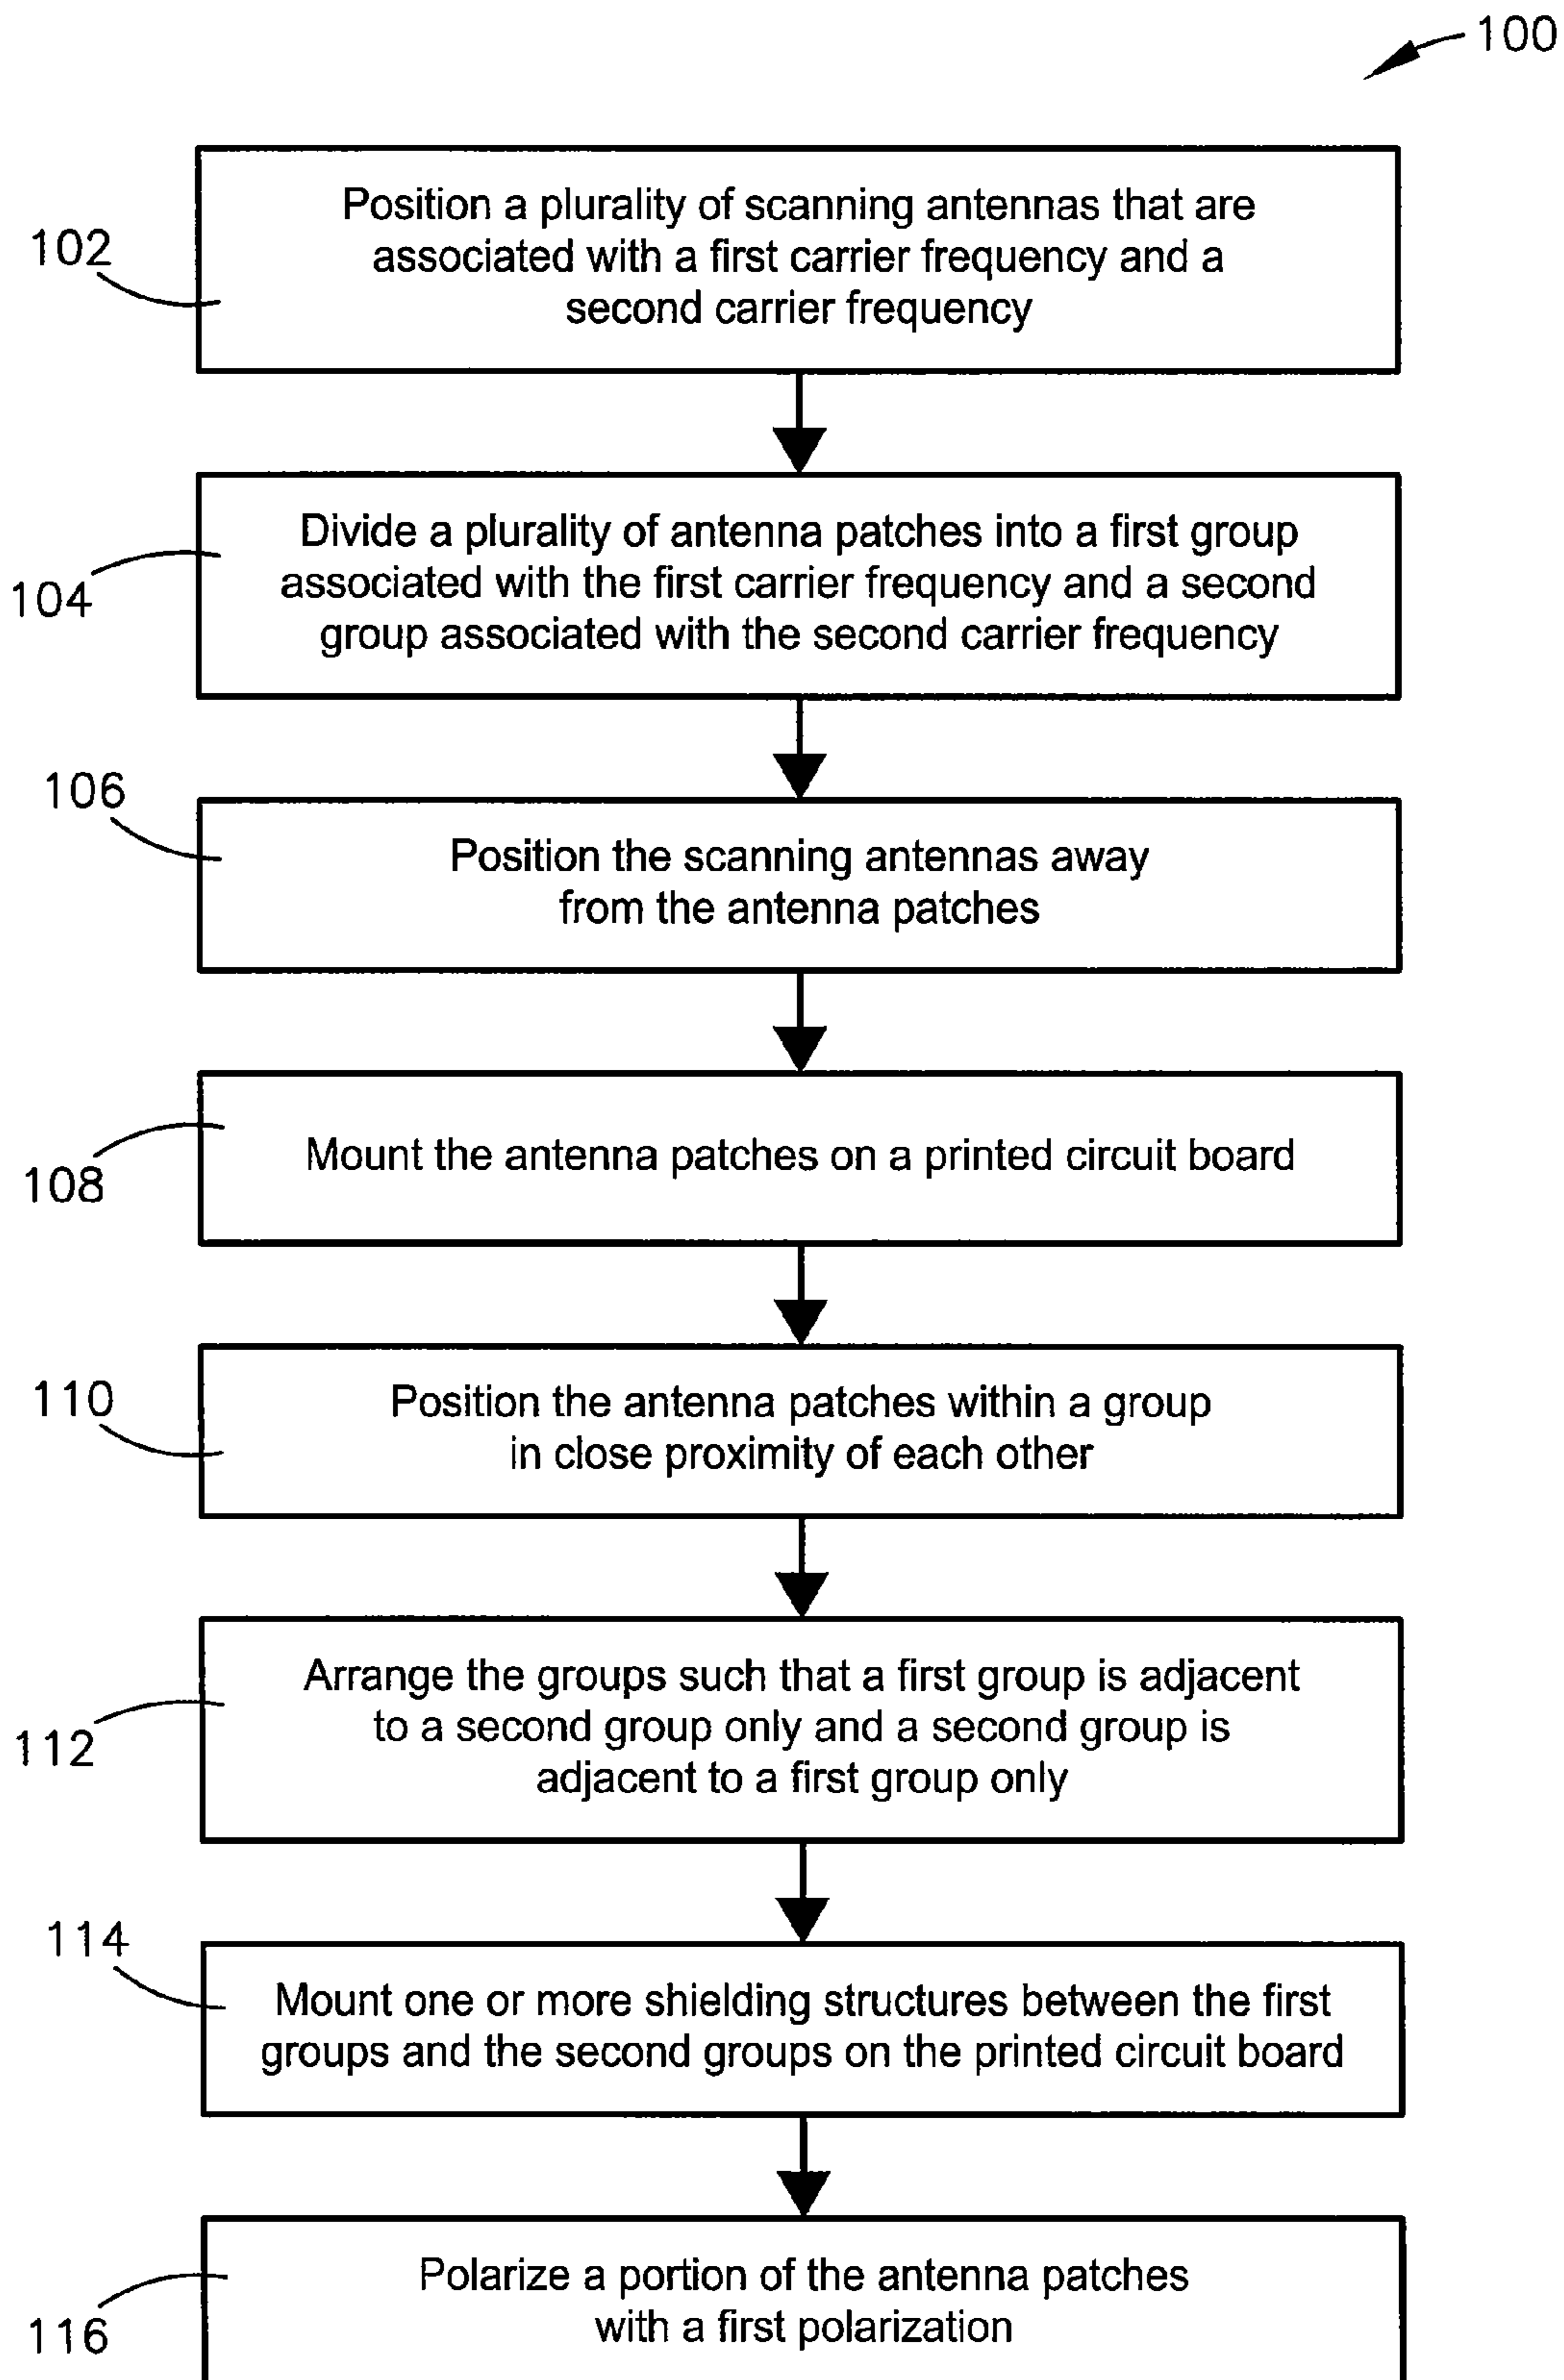 100
102
Position a plurality of scanning antennas that are
associated with a first carrier frequency and a
second carrier frequency
104
Divide a plurality of antenna patches into a first group
associated with the first carrier frequency and a second
group associated with the second carrier frequency
106
Position the scanning antennas away
from the antenna patches
108
Mount the antenna patches on a printed circuit board
110
Position the antenna patches within a group
in close proximity of each other
112
Arrange the groups such that a first group is adjacent
to a second group only and a second group is
adjacent to a first group only
114
Mount one or more shielding structures between the first
groups and the second groups on the printed circuit board
116
Polarize a portion of the antenna patches
with a first polarization